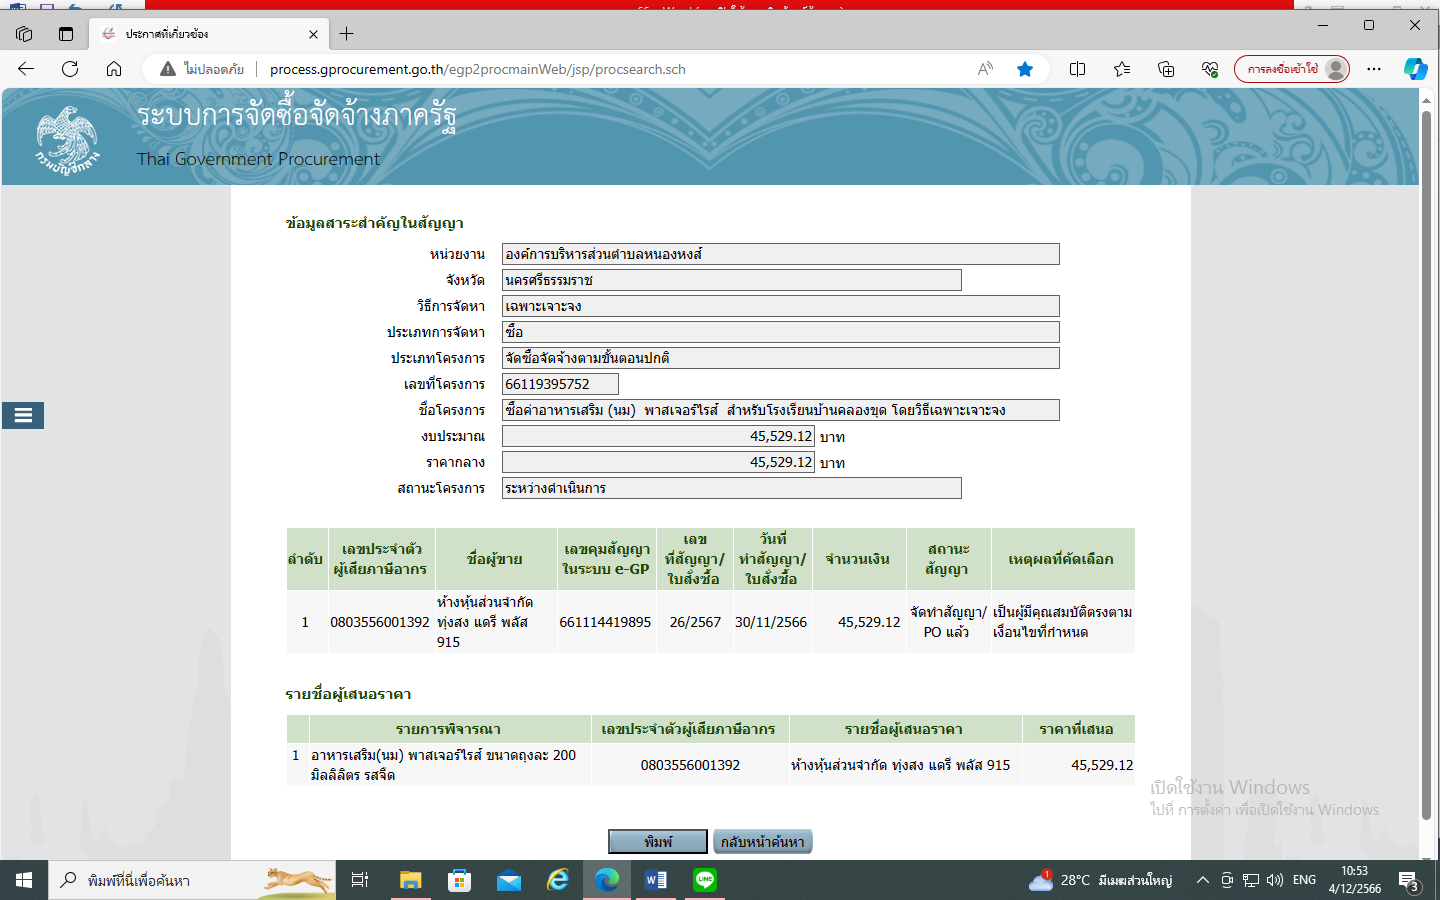 ประกาศที่เกี่ยวข้อง
ไม่ปลอดภัย
process.gprocurement.go.th/egp2procmainWeb/jsp/procsearch.sch
การลงชื่อเข้าใช้
ระบบการจัดซื้อจัดจ้างภาครัฐ
Thai Government Procurement
กรมบัญชีกลาง
ข้อมูลสาระสำคัญในสัญญา
หน่วยงาน องค์การบริหารส่วนตำบลหนองหงส์
จังหวัด นครศรีธรรมราช
วิธีการจัดหา เฉพาะเจาะจง
ประเภทการจัดหา ซื้อ
ประเภทโครงการ จัดซื้อจัดจ้างตามขั้นตอนปกติ
เลขที่โครงการ 66119395752
ชื่อโครงการ ซื้อค่าอาหารเสริม (นม) พาสเจอร์ไรส์ สำหรับโรงเรียนบ้านคลองขุด โดยวิธีเฉพาะเจาะจง
งบประมาณ 45,529.12 บาท
ราคากลาง 45,529.12 บาท
สถานะโครงการ ระหว่างดำเนินการ
ลำดับ
เลขประจำตัว
ผู้เสียภาษีอากร
ชื่อผู้ขาย
เลขคุมสัญญา
ในระบบ e-GP
เลข
ที่สัญญา/
ใบสั่งซื้อ
วันที่
ทำสัญญา/
ใบสั่งซื้อ
จำนวนเงิน
สถานะ
สัญญา
เหตุผลที่คัดเลือก
1
0803556001392
ห้างหุ้นส่วนจำกัด
ทุ่งสง แดรี่ พลัส
915
661114419895
26/2567
30/11/2566
45,529.12
จัดทำสัญญา/
PO แล้ว
เป็นผู้มีคุณสมบัติตรงตาม
เงื่อนไขที่กำหนด
รายชื่อผู้เสนอราคา
รายการพิจารณา เลขประจำตัวผู้เสียภาษีอากร รายชื่อผู้เสนอราคา ราคาที่เสนอ
1
อาหารเสริม(นม) พาสเจอร์ไรส์ ขนาดถุงละ 200
มิลลิลิตร รสจืด
0803556001392
ห้างหุ้นส่วนจำกัด ทุ่งสง แดรี่ พลัส 915
45,529.12
เปิดใช้งาน Windows
ไปที่ การตั้งค่า เพื่อเปิดใช้งาน Windows
พิมพ์ กลับหน้าค้นหา
พิมพ์ที่นี่เพื่อค้นหา
1
28°C มีเมฆส่วนใหญ่
ENG
10:53
4/12/2566
3